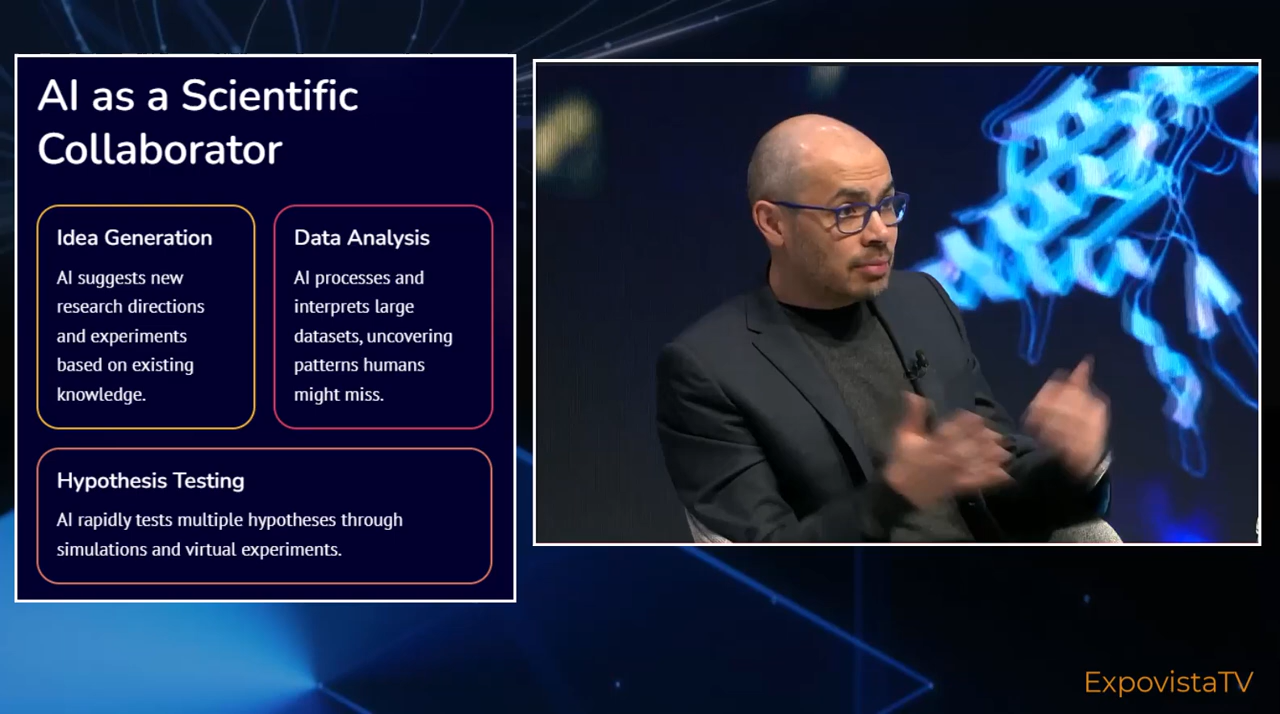 AI as a Scientific
Collaborator
Idea Generation
AI suggests new
research directions
and experiments
based on existing
knowledge.
Data Analysis
AI processes and
interprets large
datasets, uncovering
patterns humans
might miss.
Hypothesis Testing
AI rapidly tests multiple hypotheses through
simulations and virtual experiments.
ExpovistaTV